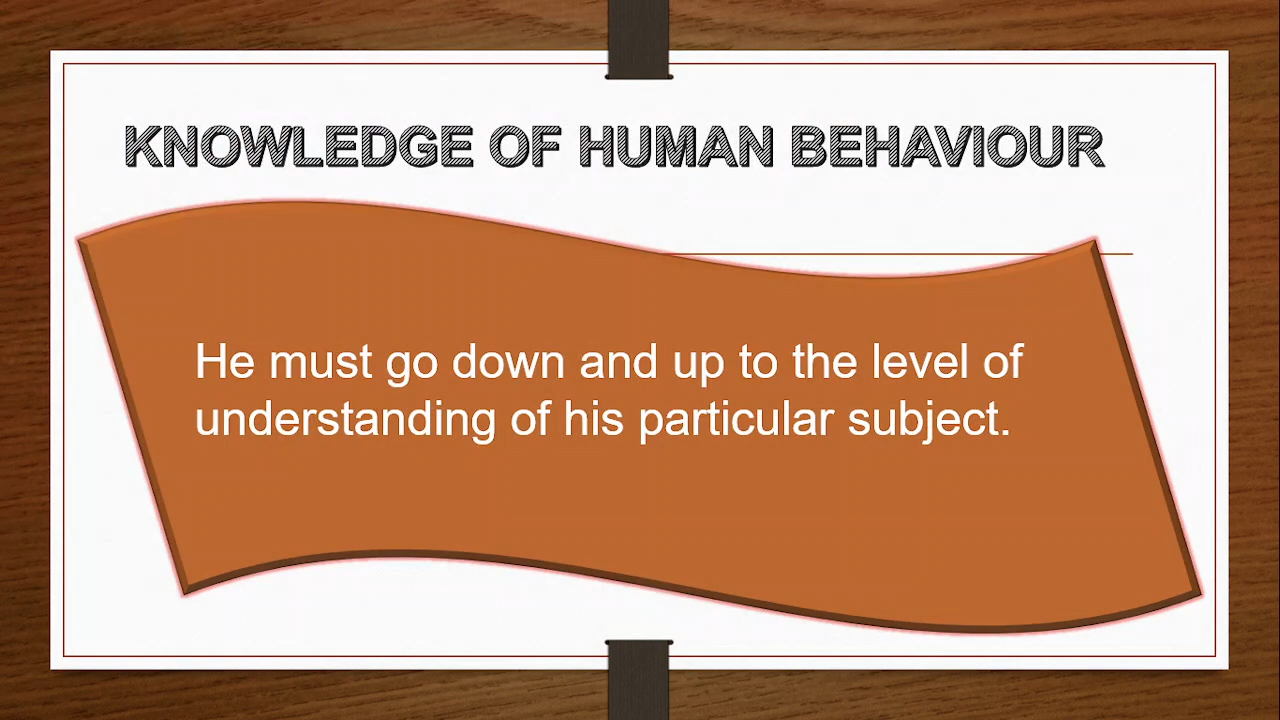 KNOWLEDGE OF HUMAN BEHAVIOUR
He must go down and up to the level of
understanding of his particular subject.